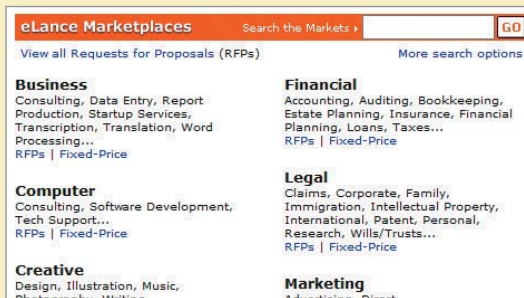 eLance Marketplaces
Search the Markets
GO
View all Requests for Proposals (RFPs)
More search options
Business
Consulting, Data Entry, Report
Production, Startup Services,
Transcription, Translation, Word
Processing...
RFPs | Fixed-Price
Computer
Consulting, Software Development,
Tech Support...
RFPs | Fixed-Price
Creative
Design, Illustration, Music,
Photography, Writing
Financial
Accounting, Auditing, Bookkeeping,
Estate Planning, Insurance, Financial
Planning, Loans, Taxes...
RFPs | Fixed-Price
Legal
Claims, Corporate, Family,
Immigration, Intellectual Property,
International, Patent, Personal,
Research, Wills/Trusts...
RFPs | Fixed-Price
Marketing
Advertising, Direct